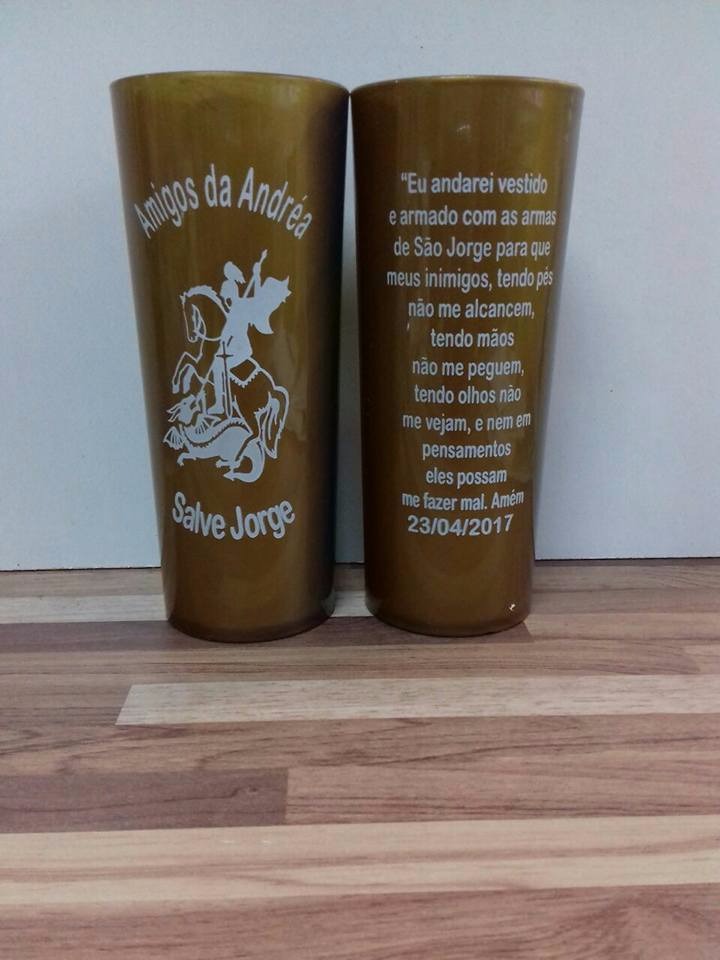 Amigos da Andréa
Salve Jorge
“Eu andarei vestido
e armado com as armas
de São Jorge para que
meus inimigos, tendo pés
não me alcancem,
tendo mãos
não me peguem,
tendo olhos não
me vejam, e nem em
pensamentos
eles possam
me fazer mal. Amém
23/04/2017